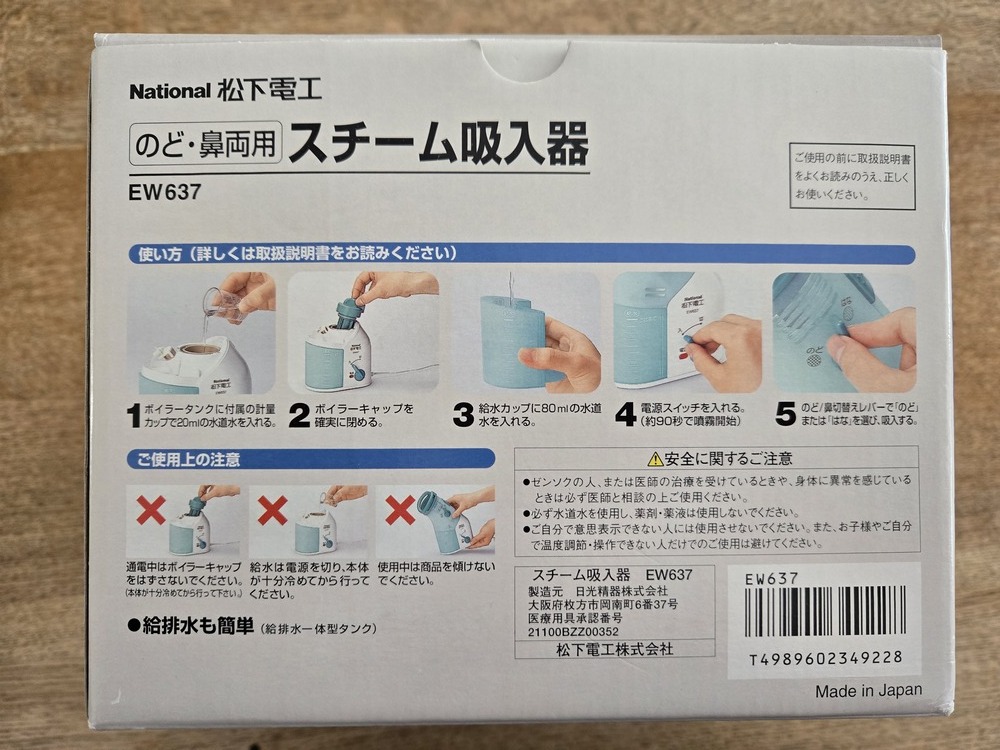 National 松下電工
のど・鼻両用 スチーム吸入器
EW637
ご使用の前に取扱説明書
をよくお読みのうえ、正しく
お使いください。
使い方（詳しくは取扱説明書をお読みください）
National
松下電工
National
松下電工
National
松下電工
EW637
はな
のど
1 ボイラータンクに付属の計量
カップで20mlの水道水を入れる。
2 ボイラーキャップを
確実に閉める。
3 給水カップに80mlの水道
水を入れる。
4 電源スイッチを入れる。
（約90秒で噴霧開始）
5 のど/鼻切替えレバーで「のど」
または「はな」を選び、吸入する。
ご使用上の注意
通電中はボイラーキャップ
をはずさないでください。
（本体が十分冷めてから行って下さい。）
給水は電源を切り、本体
が十分冷めてから行って
ください。
使用中は商品を傾けない
でください。
●給排水も簡単（給排水一体型タンク）
⚠安全に関するご注意
●ゼンソクの人、または医師の治療を受けているときや、身体に異常を感じている
ときは必ず医師と相談の上ご使用ください。
●必ず水道水を使用し、薬剤・薬液は使用しないでください。
●ご自分で意思表示できない人には使用させないでください。また、お子様やご自分
で温度調節・操作できない人だけでのご使用は避けてください。
スチーム吸入器 EW637
製造元 日光精器株式会社
大阪府枚方市岡南町6番37号
医療用具承認番号
21100BZZ00352
松下電工株式会社
EW637
T4989602349228
Made in Japan